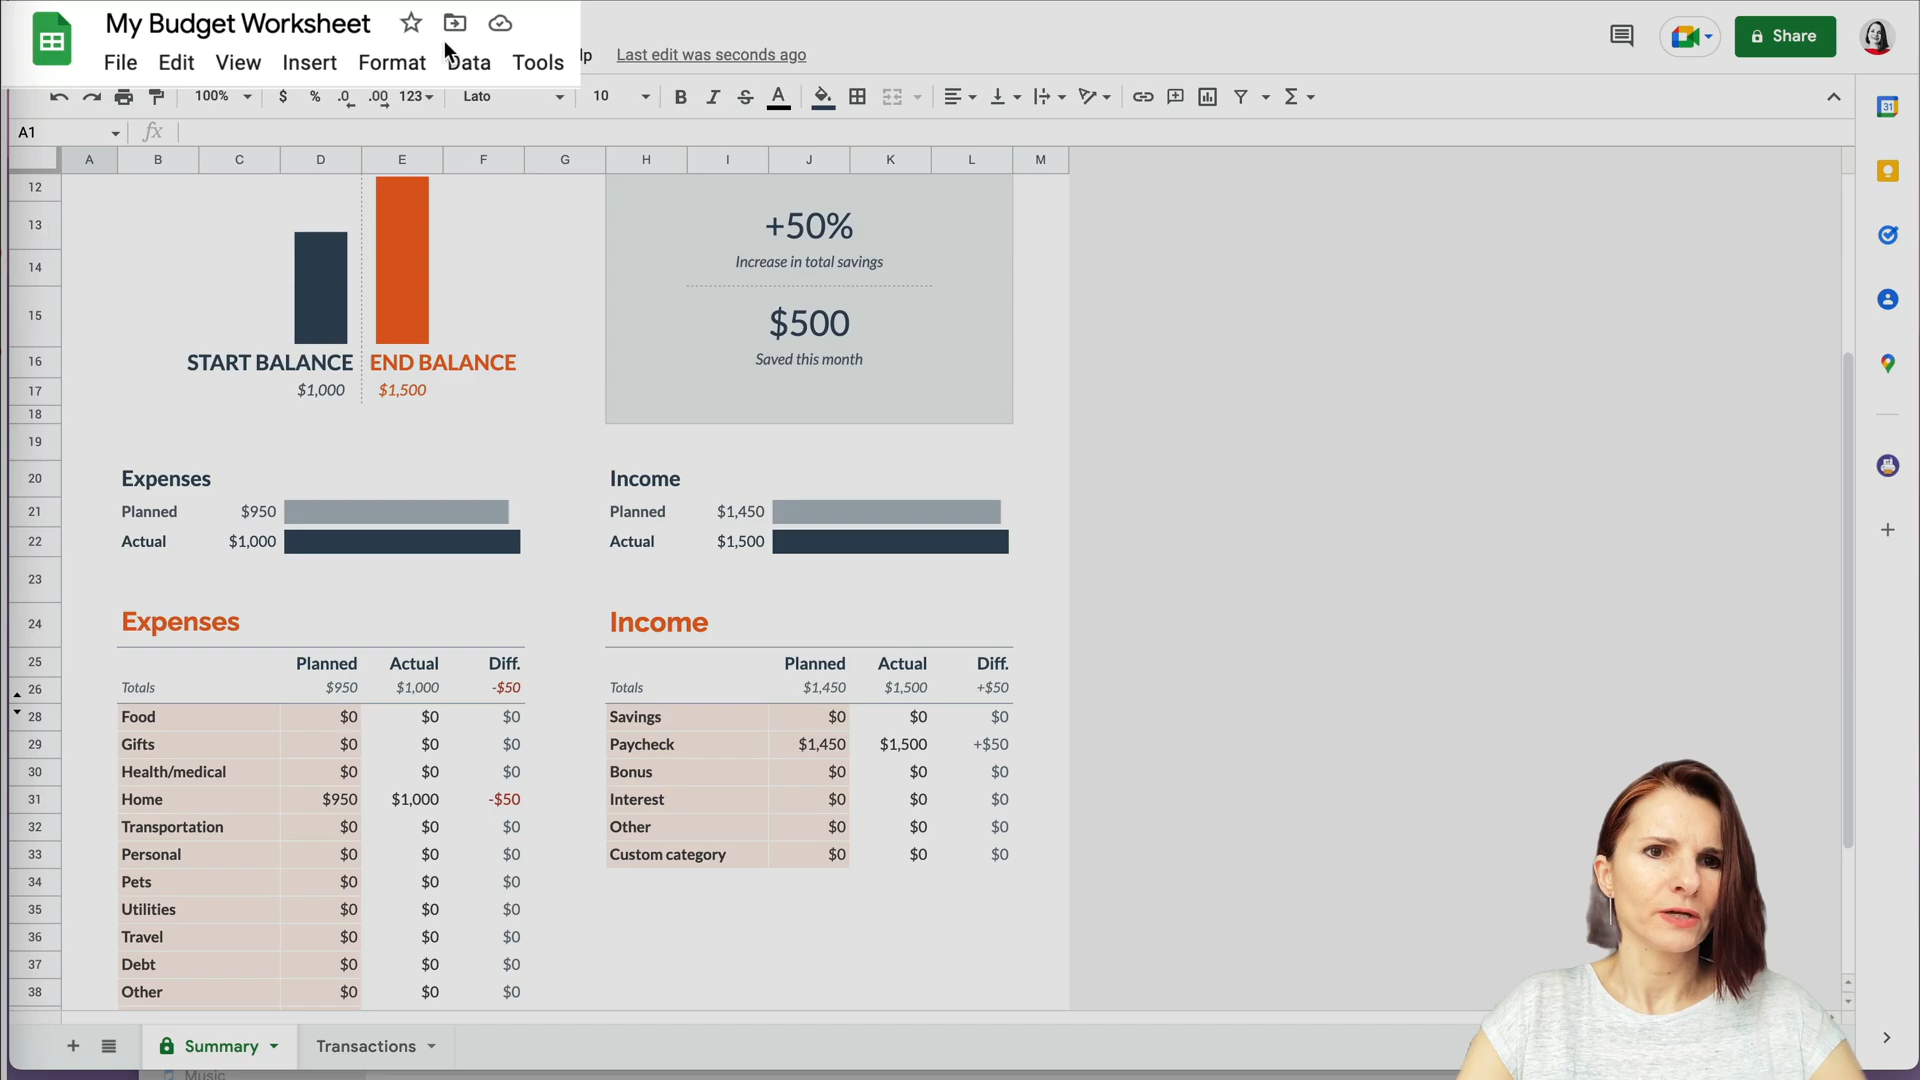 My Budget Worksheet
File Edit View Insert Format Data Tools lp Last edit was seconds ago Share
100% $ % .0 .00 123 Lato 10 B I S A Σ 31
A1 fx
A B C D E F G H I J K L M
12
13 +50%
14 Increase in total savings
15 $500
16 START BALANCE END BALANCE Saved this month
17 $1,000 $1,500
18
19
20 Expenses Income
21 Planned $950 Planned $1,450
22 Actual $1,000 Actual $1,500
23
24 Expenses Income
25 Planned Actual Diff. Planned Actual Diff.
26 Totals $950 $1,000 -$50 Totals $1,450 $1,500 +$50
28 Food $0 $0 $0 Savings $0 $0 $0
29 Gifts $0 $0 $0 Paycheck $1,450 $1,500 +$50
30 Health/medical $0 $0 $0 Bonus $0 $0 $0
31 Home $950 $1,000 -$50 Interest $0 $0 $0
32 Transportation $0 $0 $0 Other $0 $0 $0
33 Personal $0 $0 $0 Custom category $0 $0 $0
34 Pets $0 $0 $0
35 Utilities $0 $0 $0
36 Travel $0 $0 $0
37 Debt $0 $0 $0
38 Other $0 $0 $0
Summary Transactions
Music